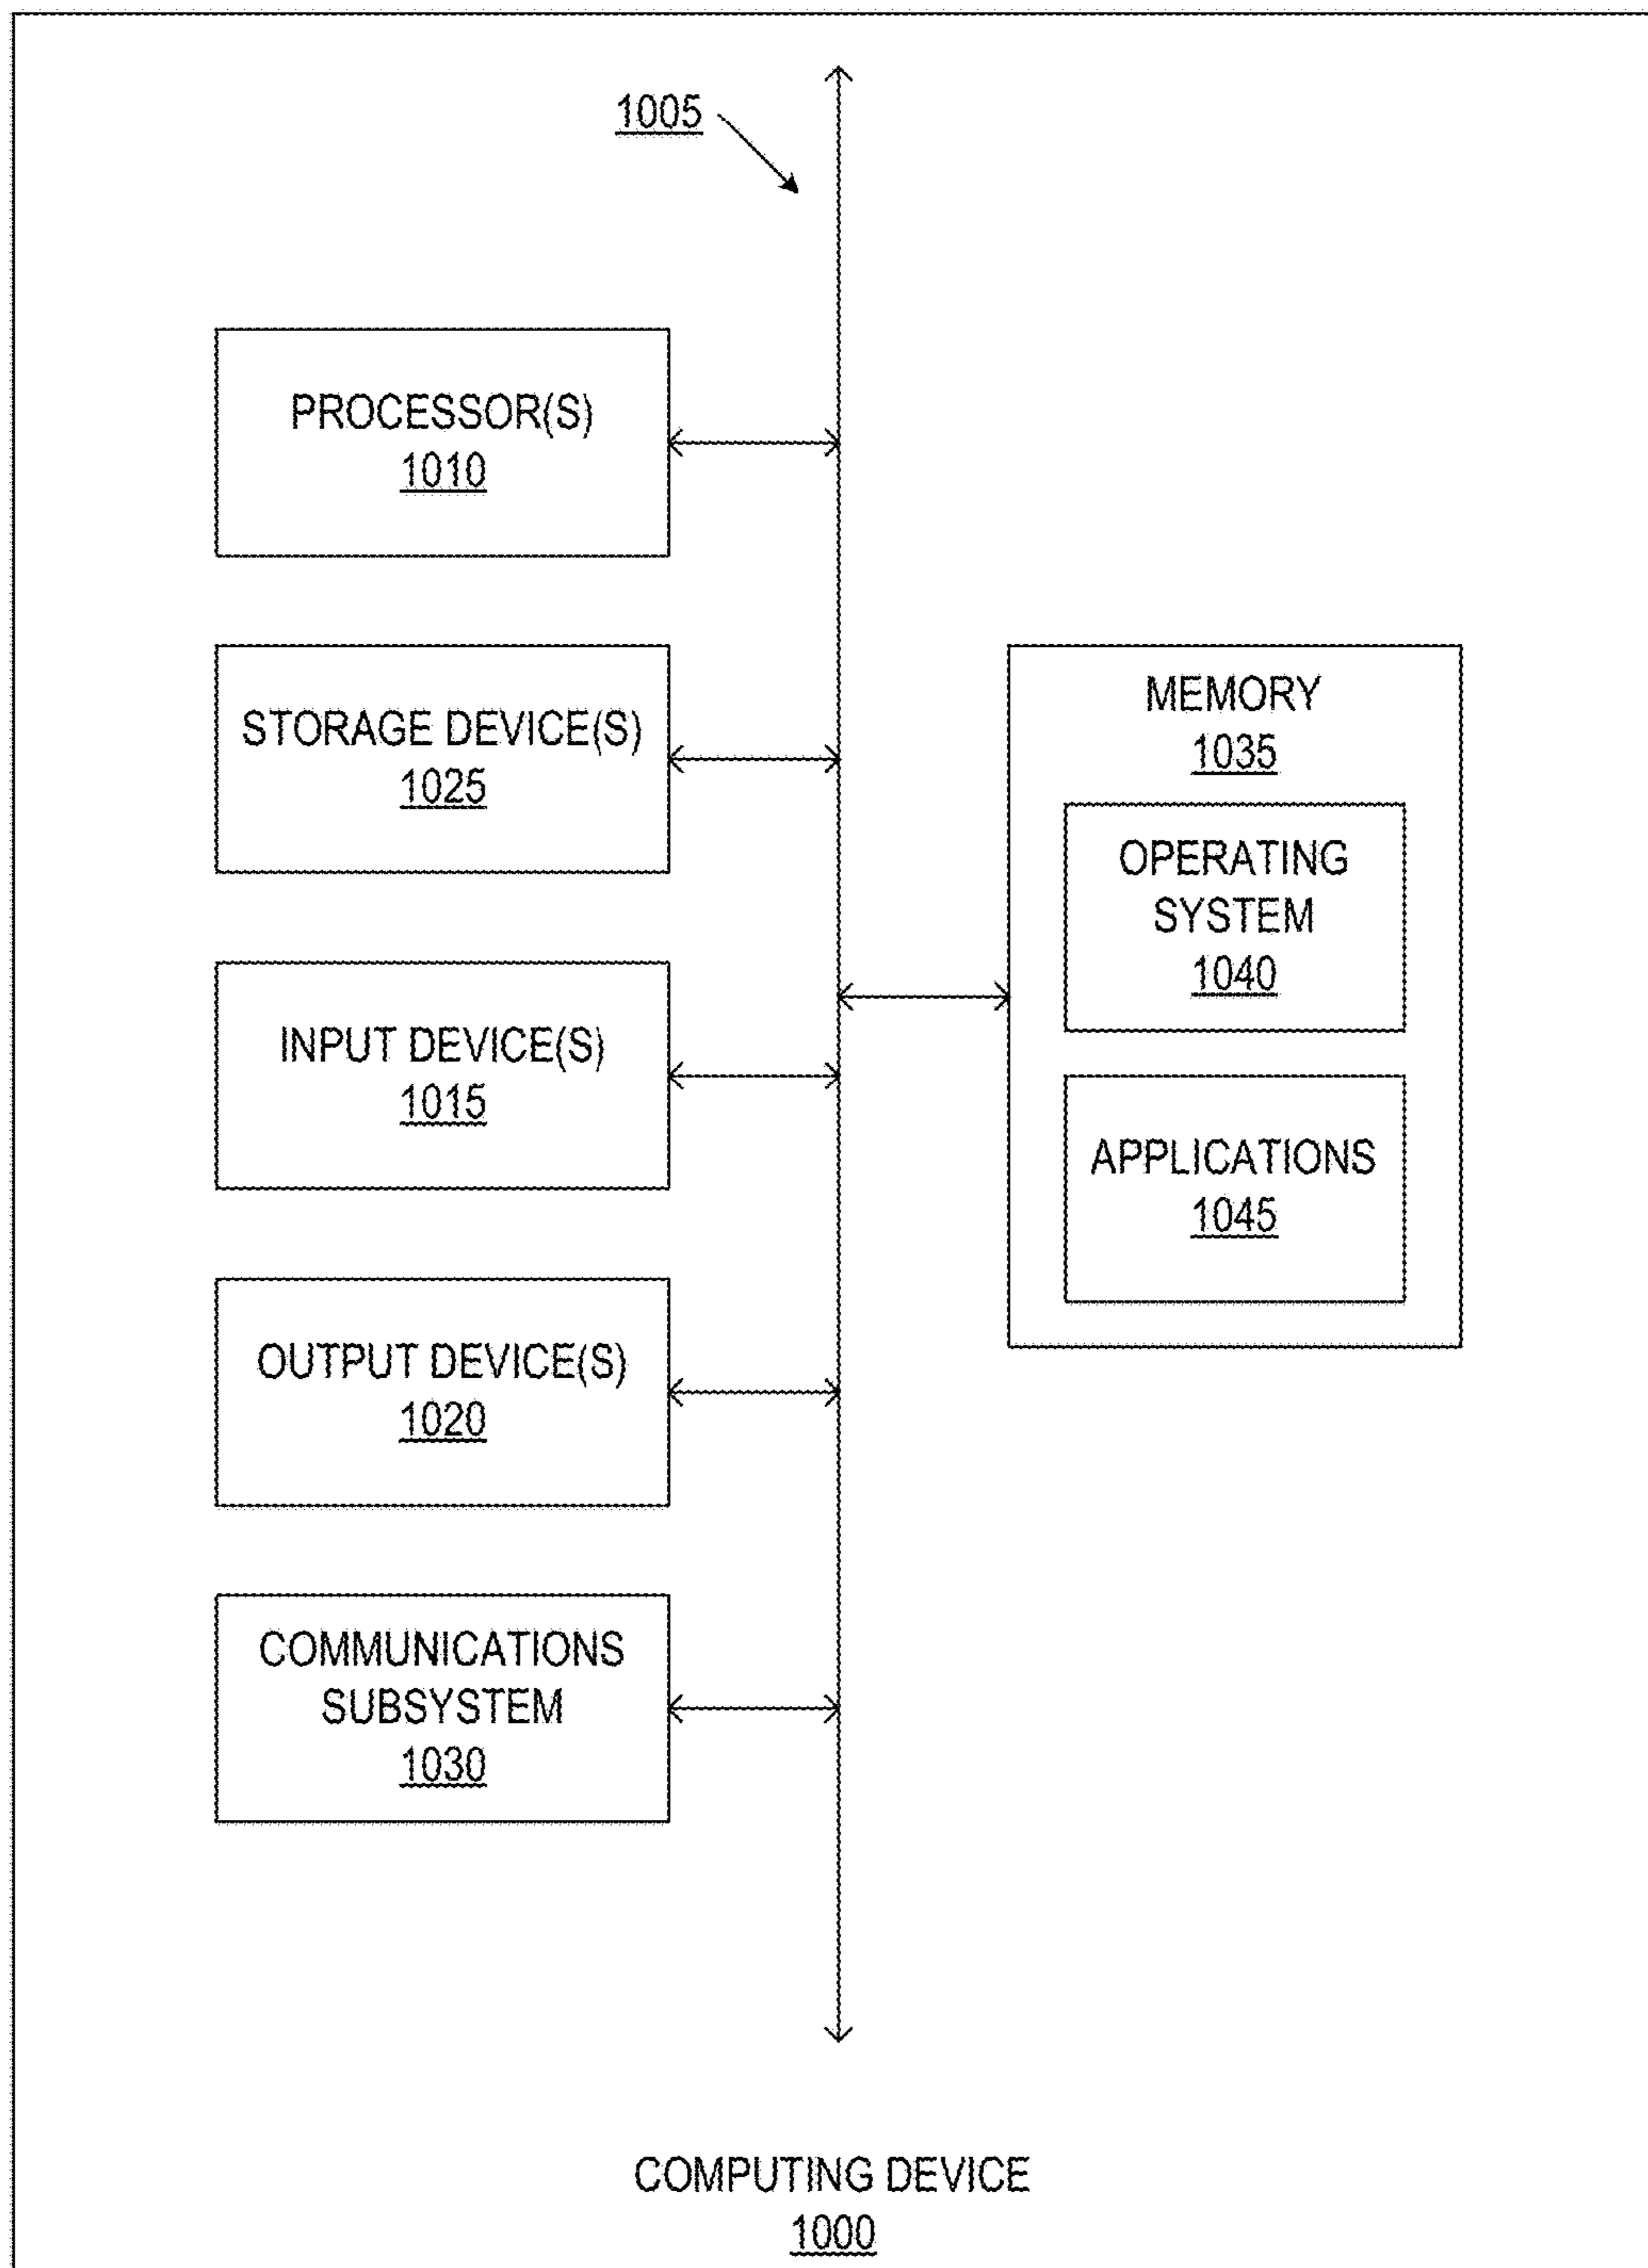 1005
PROCESSOR(S)
1010
STORAGE DEVICE(S)
1025
INPUT DEVICE(S)
1015
OUTPUT DEVICE(S)
1020
COMMUNICATIONS
SUBSYSTEM
1030
MEMORY
1035
OPERATING
SYSTEM
1040
APPLICATIONS
1045
COMPUTING DEVICE
1000